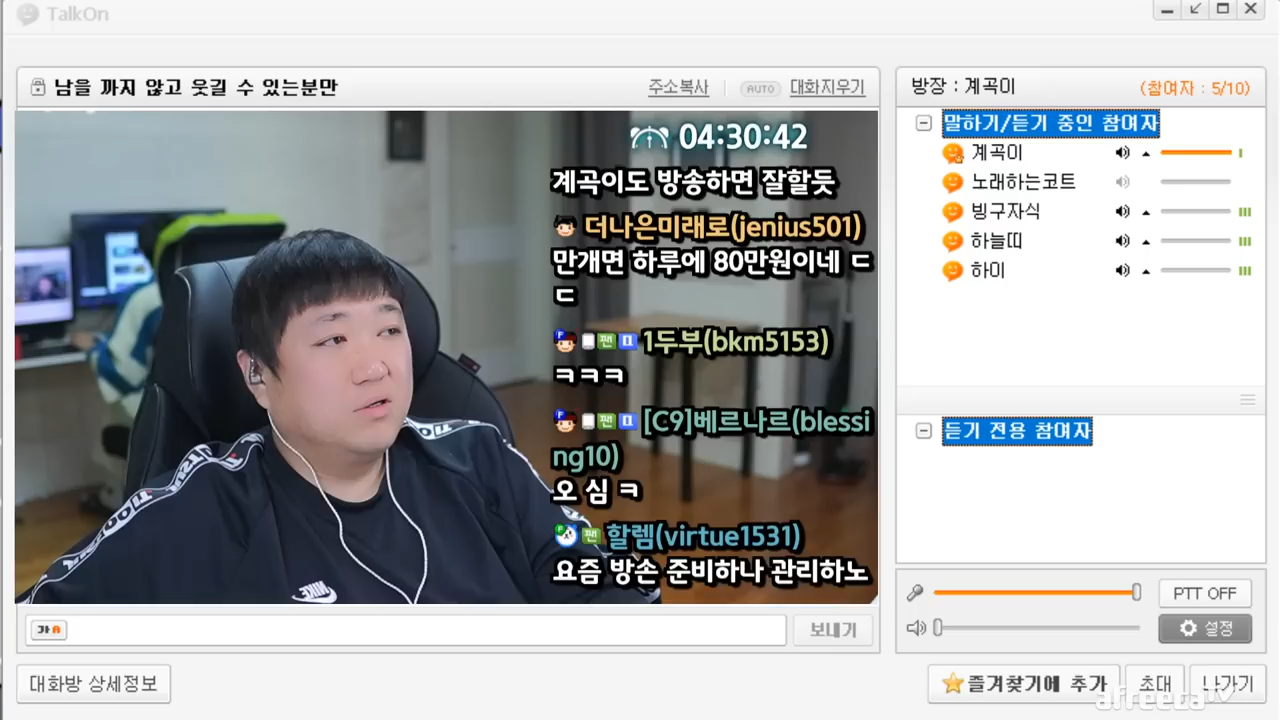 TalkOn
남을 까지 않고 웃길 수 있는분만
주소복사
AUTO
대화지우기
04:30:42
계곡이도 방송하면 잘할듯
더나은미래로(jenius501)
만개면 하루에 80만원이네 ㄷ
ㄷ
1두부(bkm5153)
ㅋㅋㅋ
[C9]베르나르(blessi
ng10)
오 심 ㅋ
할렘(virtue1531)
요즘 방손 준비하나 관리하노
NIKE
가
보내기
대화방 상세정보
방장 : 계곡이
(참여자 : 5/10)
말하기/듣기 중인 참여자
계곡이
노래하는코트
빙구자식
하늘띠
하이
듣기 전용 참여자
PTT OFF
설정
즐겨찾기에 추가
초대
나가기
afreecaTV